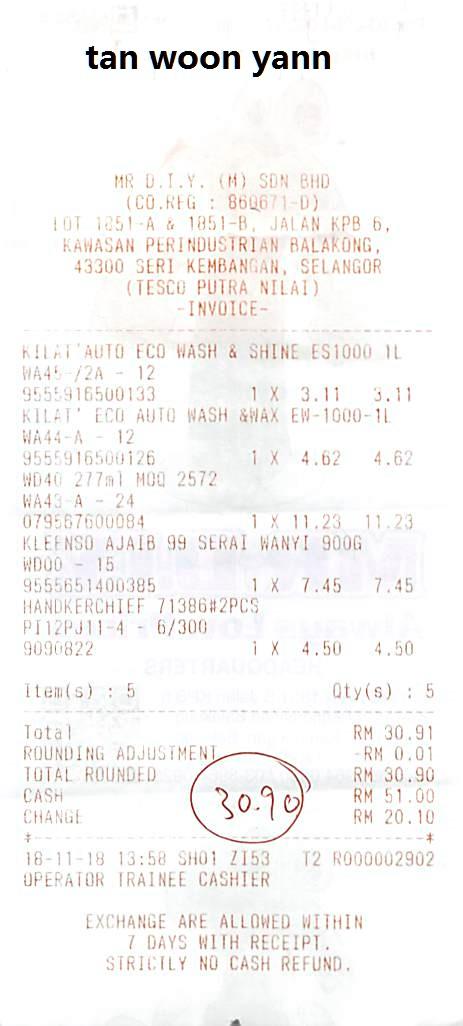 tan woon yann
MR D.I.Y. (M) SDN BHD
(CO.REG : 860671-D)
LOT 1851-A & 1851-B, JALAN KPB 6,
KAWASAN PERINDUSTRIAN BALAKONG,
43300 SERI KEMBANGAN, SELANGOR
(TESCO PUTRA NILAI)
-INVOICE-
KILAT'AUTO ECO WASH & SHINE ES1000 1L
WA45-/2A - 12
9555916500133 1 X 3.11 3.11
KILAT' ECO AUTO WASH &WAX EW-1000-1L
WA44-A - 12
9555916500126 1 X 4.62 4.62
WD40 277ml MOQ 2572
WA43-A - 24
079567600084 1 X 11.23 11.23
KLEENSO AJAIB 99 SERAI WANYI 900G
WD00 - 15
9555651400385 1 X 7.45 7.45
HANDKERCHIEF 71386#2PCS
PI12PJ11-4 - 6/300
9090822 1 X 4.50 4.50
Item(s) : 5 Qty(s) : 5
Total RM 30.91
ROUNDING ADJUSTMENT -RM 0.01
TOTAL ROUNDED RM 30.90
CASH RM 51.00
CHANGE RM 20.10
30.90
18-11-18 13:58 SH01 ZI53 T2 R000002902
OPERATOR TRAINEE CASHIER
EXCHANGE ARE ALLOWED WITHIN
7 DAYS WITH RECEIPT.
STRICTLY NO CASH REFUND.